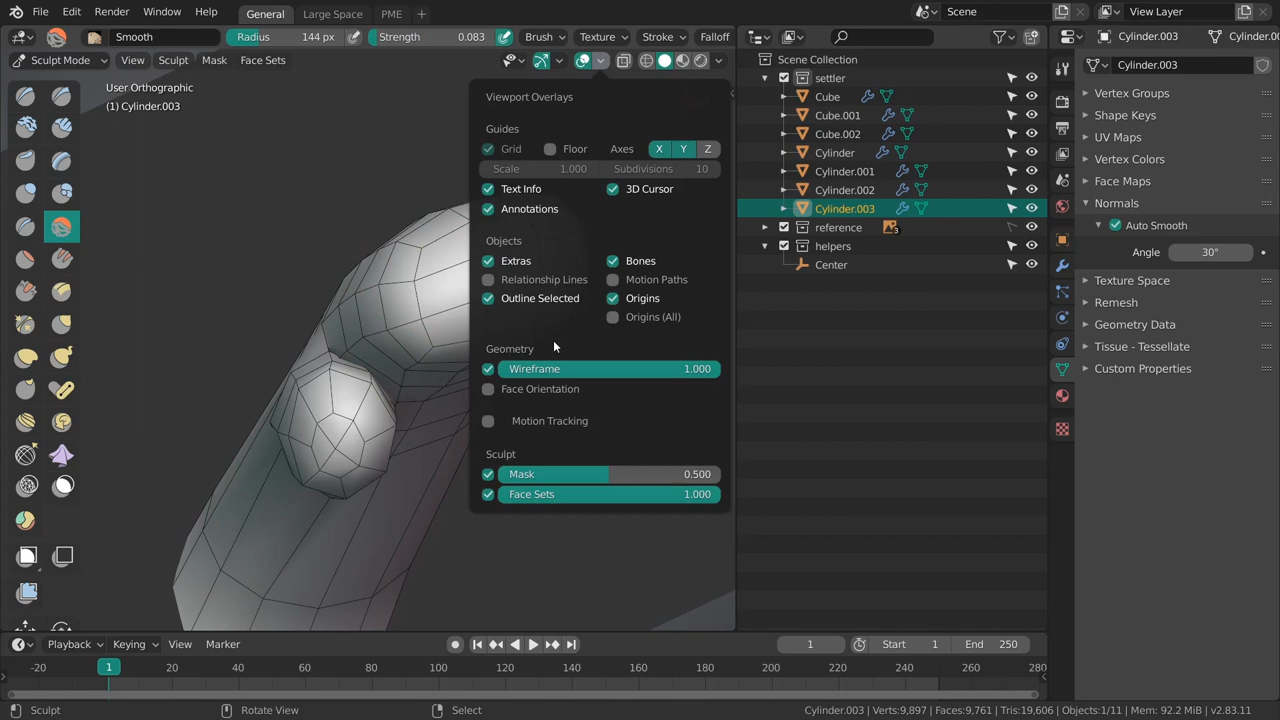 File Edit Render Window Help General Large Space PME + Scene View Layer
Smooth Radius 144 px Strength 0.083 Brush Texture Stroke Falloff Cylinder.003 Cylinder.00
Sculpt Mode View Sculpt Mask Face Sets Scene Collection Cylinder.003
User Orthographic
(1) Cylinder.003
Viewport Overlays
Guides
Grid Floor Axes X Y Z
Scale 1.000 Subdivisions 10
Text Info 3D Cursor
Annotations
Objects
Extras Bones
Relationship Lines Motion Paths
Outline Selected Origins
Origins (All)
Geometry
Wireframe 1.000
Face Orientation
Motion Tracking
Sculpt
Mask 0.500
Face Sets 1.000
settler
Cube
Cube.001
Cube.002
Cylinder
Cylinder.001
Cylinder.002
Cylinder.003
reference 3
helpers
Center
Vertex Groups
Shape Keys
UV Maps
Vertex Colors
Face Maps
Normals
Auto Smooth
Angle 30°
Texture Space
Remesh
Geometry Data
Tissue - Tessellate
Custom Properties
Playback Keying View Marker 1 Start 1 End 250
-20 1 20 40 60 80 100 120 140 160 180 200 220 240 260 280
Sculpt Rotate View Select Cylinder.003 | Verts:9,897 | Faces:9,761 | Tris:19,606 | Objects:1/11 | Mem: 92.2 MiB | v2.83.11